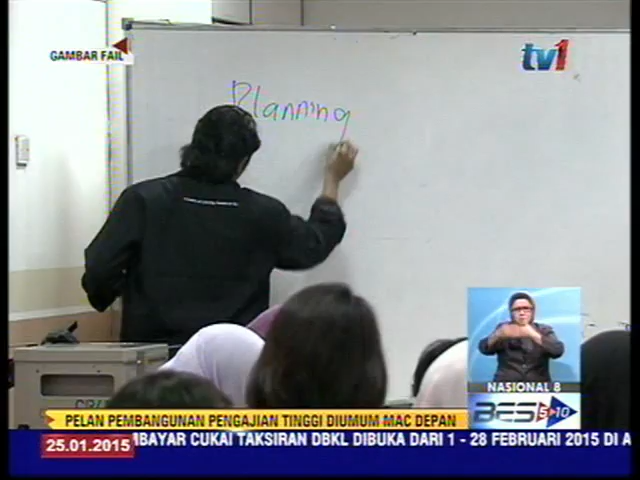 GAMBAR FAIL
tv1
Planning
NASIONAL 8
BES 5-10
PELAN PEMBANGUNAN PENGAJIAN TINGGI DIUMUM MAC DEPAN
25.01.2015
MBAYAR CUKAI TAKSIRAN DBKL DIBUKA DARI 1 - 28 FEBRUARI 2015 DI A